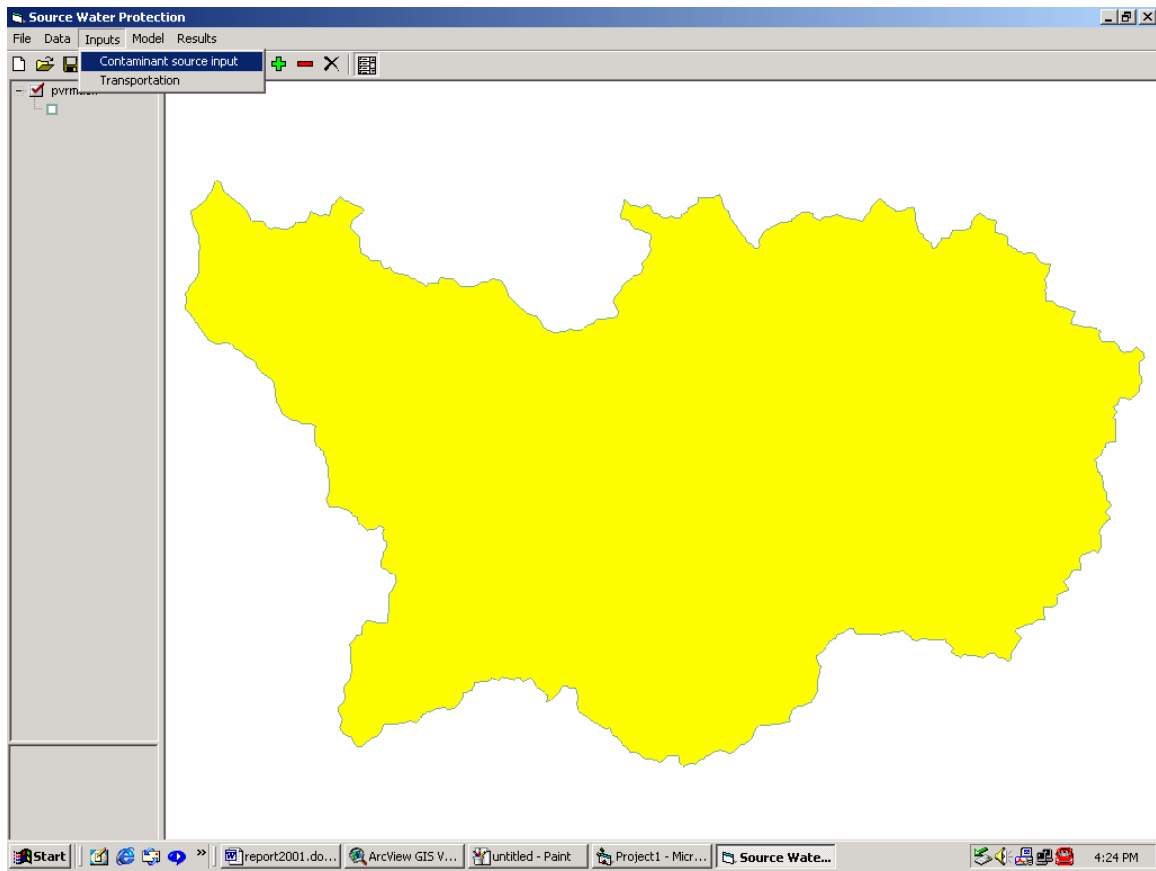 Source Water Protection
File Data Inputs Model Results
Contaminant source input
Transportation
Start » report2001.do... ArcView GIS V... untitled - Paint Project1 - Micr... Source Wate... 4:24 PM